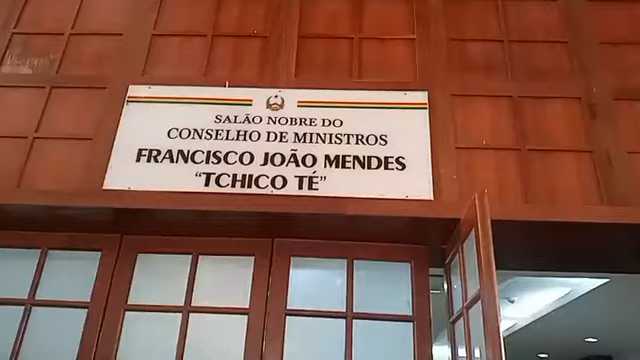 SALÃO NOBRE DO
CONSELHO DE MINISTROS
FRANCISCO JOÃO MENDES
“TCHICO TÉ”